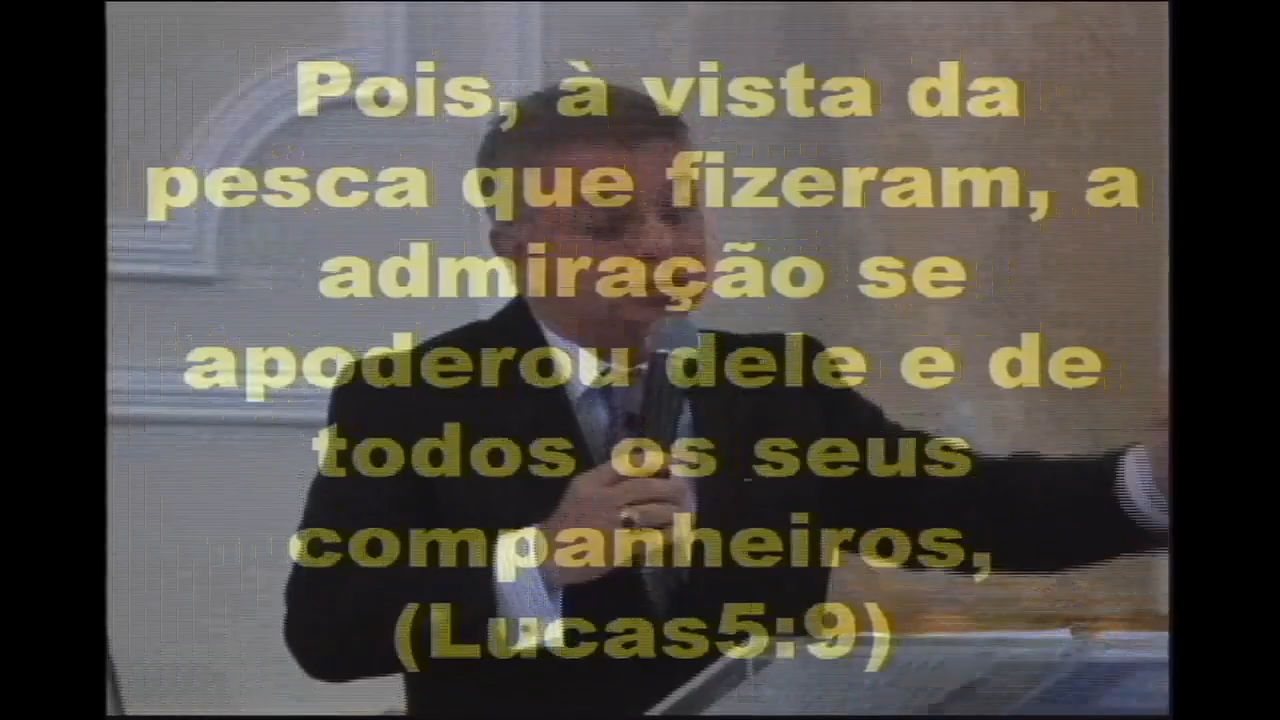 Pois, à vista da
pesca que fizeram, a
admiração se
apoderou dele e de
todos os seus
companheiros,
(Lucas5:9)